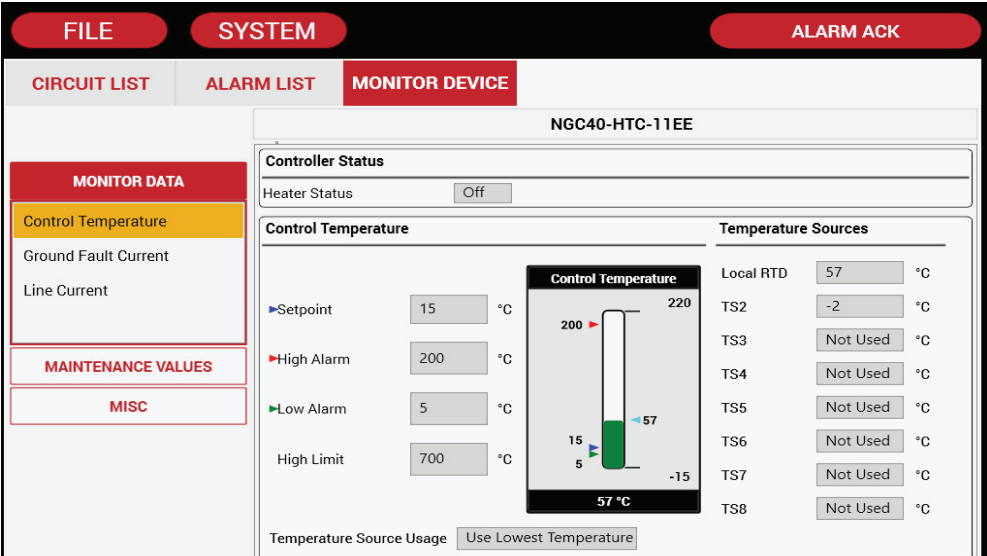 FILE SYSTEM ALARM ACK
CIRCUIT LIST ALARM LIST MONITOR DEVICE
NGC40-HTC-11EE
MONITOR DATA
Control Temperature
Ground Fault Current
Line Current
MAINTENANCE VALUES
MISC
Controller Status
Heater Status Off
Control Temperature
Setpoint 15 °C
High Alarm 200 °C
Low Alarm 5 °C
High Limit 700 °C
Control Temperature
220
200
57
15
5
-15
57 °C
Temperature Source Usage Use Lowest Temperature
Temperature Sources
Local RTD 57 °C
TS2 -2 °C
TS3 Not Used °C
TS4 Not Used °C
TS5 Not Used °C
TS6 Not Used °C
TS7 Not Used °C
TS8 Not Used °C